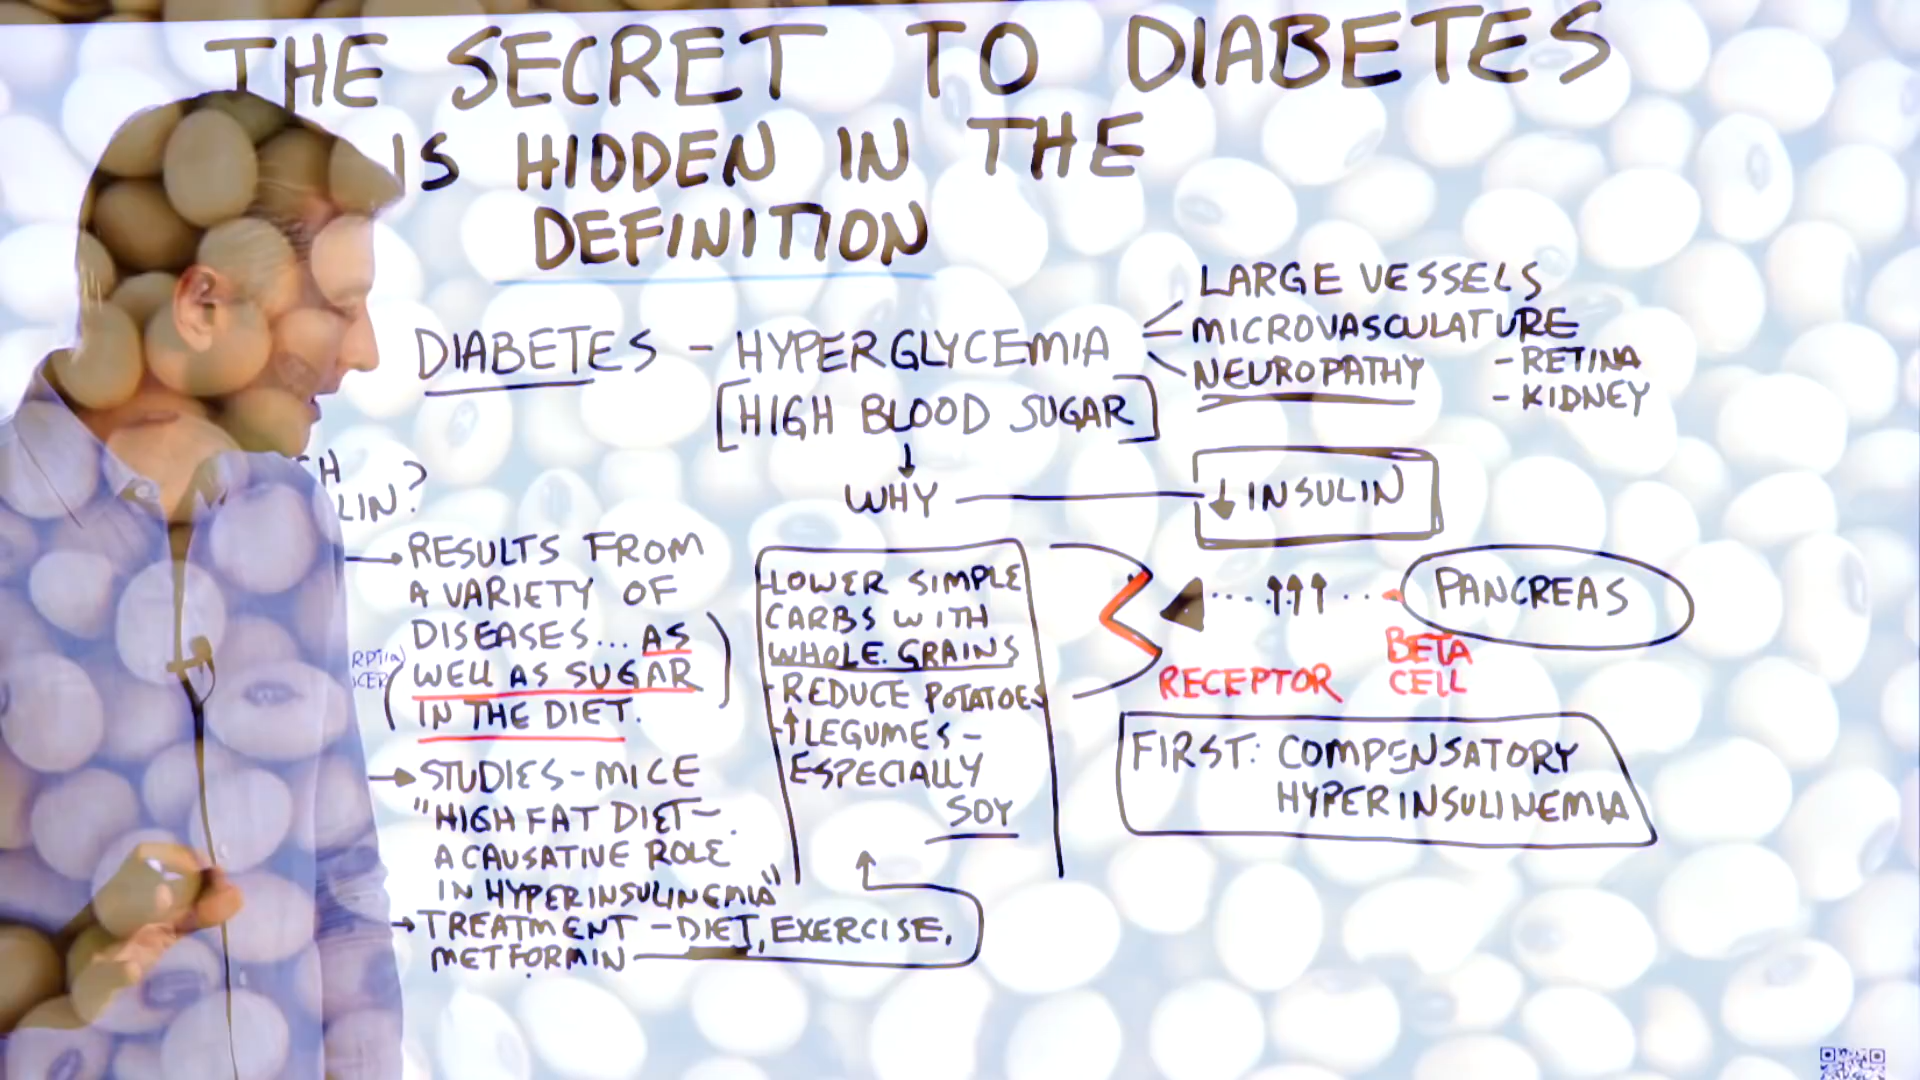 THE SECRET TO DIABETES
IS HIDDEN IN THE
DEFINITION
DIABETES - HYPERGLYCEMIA
[HIGH BLOOD SUGAR]
LARGE VESSELS
MICROVASCULATURE
NEUROPATHY
- RETINA
- KIDNEY
WHY
↓ INSULIN
?
→ RESULTS FROM
A VARIETY OF
DISEASES... AS
(WELL AS SUGAR
IN THE DIET.)
→ STUDIES - MICE
"HIGH FAT DIET -
A CAUSATIVE ROLE
IN HYPERINSULINEMIA"
→ TREATMENT - DIET, EXERCISE,
METFORMIN
- LOWER SIMPLE
CARBS WITH
WHOLE. GRAINS
- REDUCE POTATOES
- ↑ LEGUMES -
ESPECIALLY
SOY
↑↑↑
PANCREAS
RECEPTOR
BETA
CELL
FIRST: COMPENSATORY
HYPERINSULINEMIA